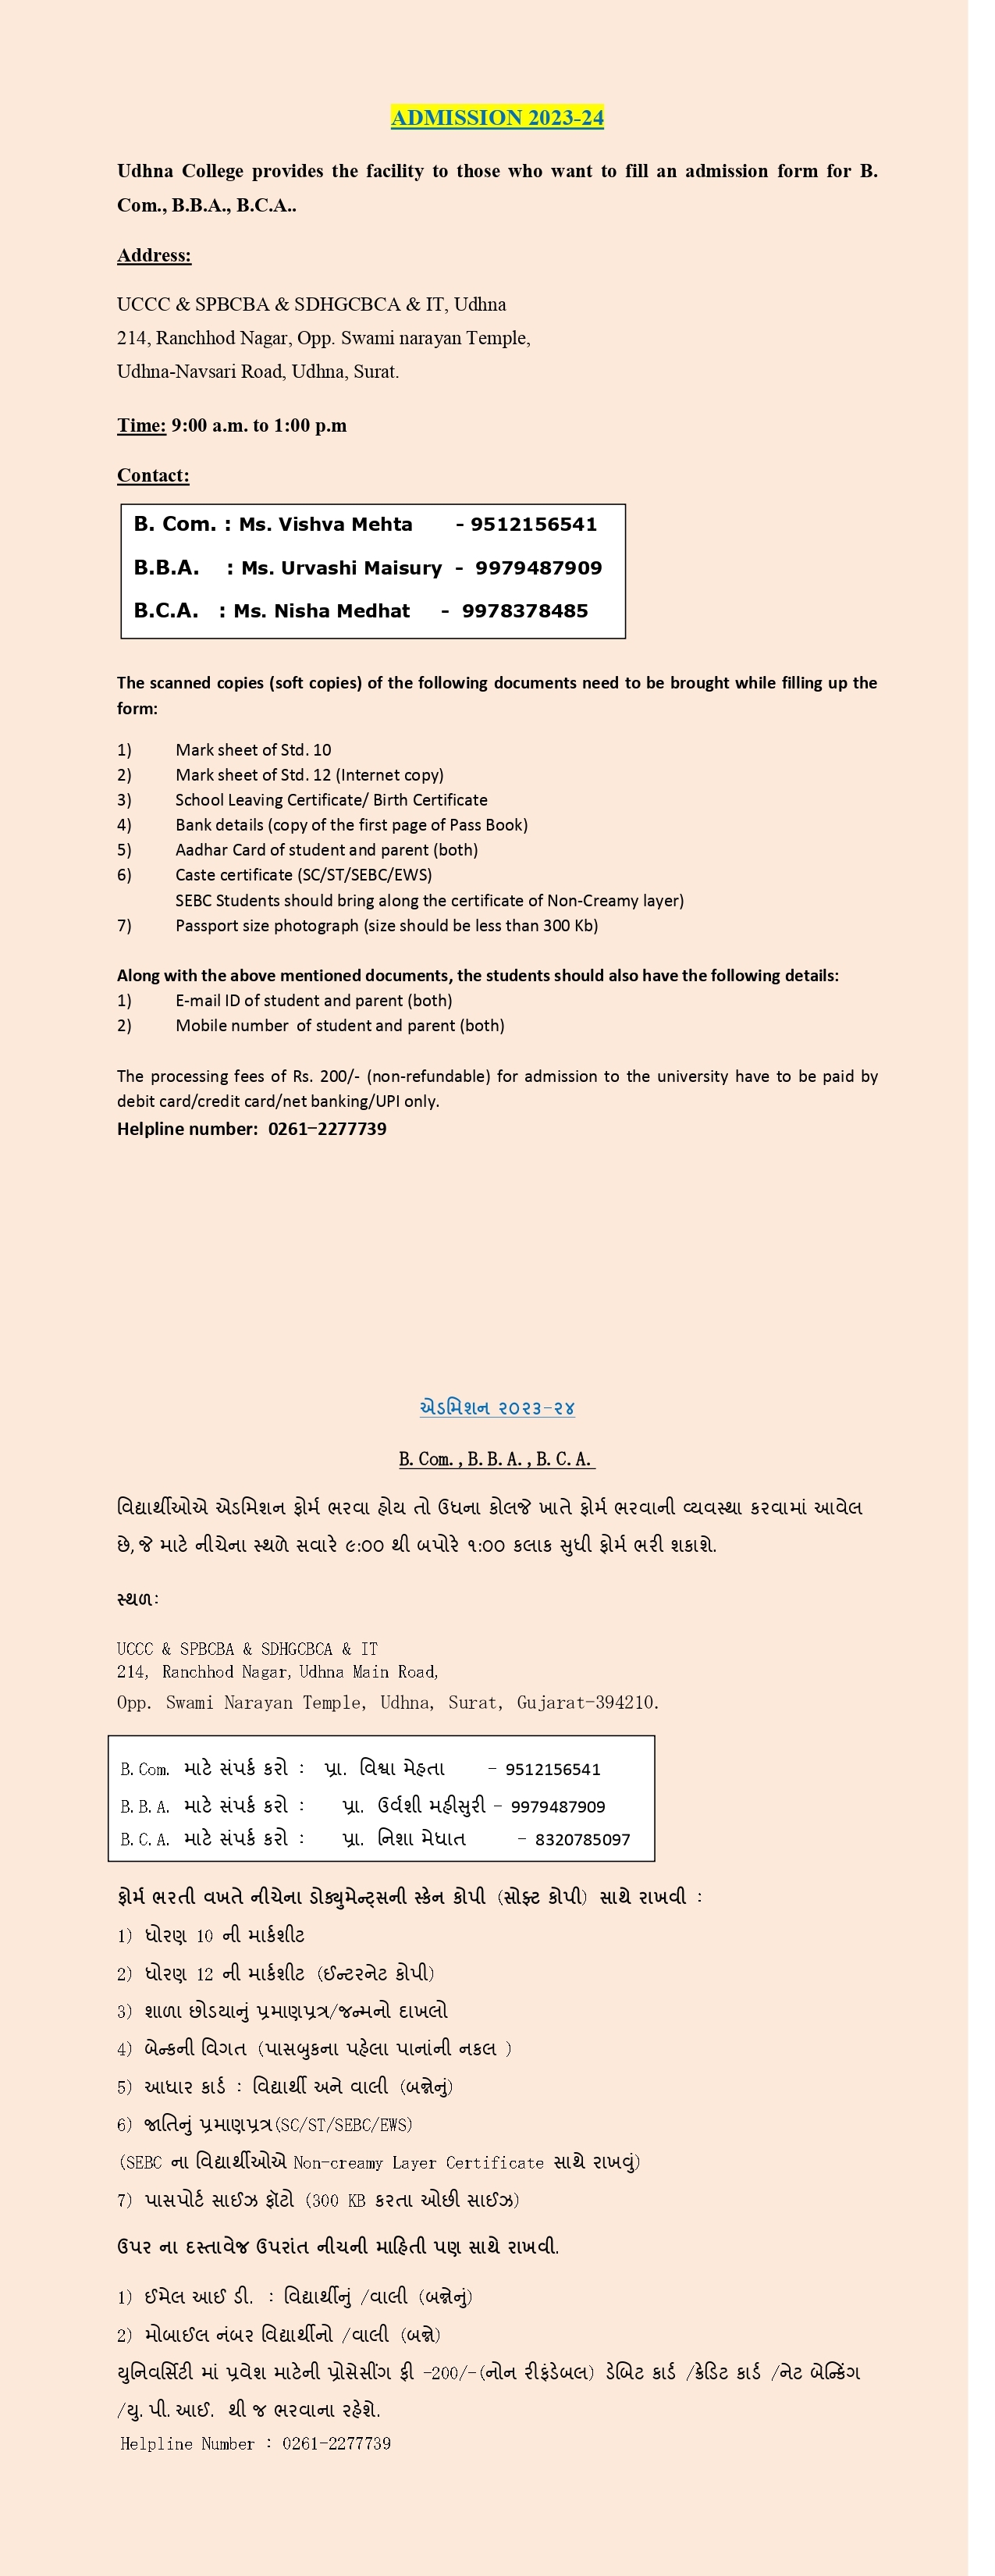 ADMISSION 2023-24
Udhna College provides the facility to those who want to fill an admission form for B.
Com., B.B.A., B.C.A..
Address:
UCCC & SPBCBA & SDHGCBCA & IT, Udhna
214, Ranchhod Nagar, Opp. Swami narayan Temple,
Udhna-Navsari Road, Udhna, Surat.
Time: 9:00 a.m. to 1:00 p.m
Contact:
B. Com. : Ms. Vishva Mehta - 9512156541
B.B.A. : Ms. Urvashi Maisury - 9979487909
B.C.A. : Ms. Nisha Medhat - 9978378485
The scanned copies (soft copies) of the following documents need to be brought while filling up the
form:
1) Mark sheet of Std. 10
2) Mark sheet of Std. 12 (Internet copy)
3) School Leaving Certificate/ Birth Certificate
4) Bank details (copy of the first page of Pass Book)
5) Aadhar Card of student and parent (both)
6) Caste certificate (SC/ST/SEBC/EWS)
SEBC Students should bring along the certificate of Non-Creamy layer)
7) Passport size photograph (size should be less than 300 Kb)
Along with the above mentioned documents, the students should also have the following details:
1) E-mail ID of student and parent (both)
2) Mobile number of student and parent (both)
The processing fees of Rs. 200/- (non-refundable) for admission to the university have to be paid by
debit card/credit card/net banking/UPI only.
Helpline number: 0261-2277739
એડમિશન ૨૦૨૩-૨૪
B. Com. , B. B. A. , B. C. A.
વિદ્યાર્થીઓએ એડમિશન ફોર્મ ભરવા હોય તો ઉધના કોલજે ખાતે ફોર્મ ભરવાની વ્યવસ્થા કરવામાં આવેલ
છે, જે માટે નીચેના સ્થળે સવારે ૯:૦૦ થી બપોરે ૧:૦૦ કલાક સુધી ફોર્મ ભરી શકાશે.
સ્થળ:
UCCC & SPBCBA & SDHGCBCA & IT
214, Ranchhod Nagar, Udhna Main Road,
Opp. Swami Narayan Temple, Udhna, Surat, Gujarat-394210.
B. Com. માટે સંપર્ક કરો : પ્રા. વિશ્વા મેહતા - 9512156541
B. B. A. માટે સંપર્ક કરો : પ્રા. ઉર્વશી મહીસુરી - 9979487909
B. C. A. માટે સંપર્ક કરો : પ્રા. નિશા મેધાત - 8320785097
ફોર્મ ભરતી વખતે નીચેના ડોક્યુમેન્ટ્સની સ્કેન કોપી (સોફ્ટ કોપી) સાથે રાખવી :
1) ધોરણ 10 ની માર્કશીટ
2) ધોરણ 12 ની માર્કશીટ (ઈન્ટરનેટ કોપી)
3) શાળા છોડયાનું પ્રમાણપ્રત્ર/જન્મનો દાખલો
4) બેન્કની વિગત (પાસબુકના પહેલા પાનાંની નકલ )
5) આધાર કાર્ડ : વિદ્યાર્થી અને વાલી (બન્નેનું)
6) જાતિનું પ્રમાણપ્રત્ર(SC/ST/SEBC/EWS)
(SEBC ના વિદ્યાર્થીઓએ Non-creamy Layer Certificate સાથે રાખવું)
7) પાસપોર્ટ સાઈઝ ફૉટો (300 KB કરતા ઓછી સાઈઝ)
ઉપર ના દસ્તાવેજ ઉપરાંત નીચની માહિતી પણ સાથે રાખવી.
1) ઈમેલ આઈ ડી. : વિદ્યાર્થીનું /વાલી (બન્નેનું)
2) મોબાઈલ નંબર વિદ્યાર્થીનો /વાલી (બન્ને)
યુનિવર્સિટી માં પ્રવેશ માટેની પ્રોસેસીંગ ફી -200/-(નોન રીફંડેબલ) ડેબિટ કાર્ડ /ક્રેડિટ કાર્ડ /નેટ બેન્કિંગ
/યુ. પી. આઈ. થી જ ભરવાના રહેશે.
Helpline Number : 0261-2277739